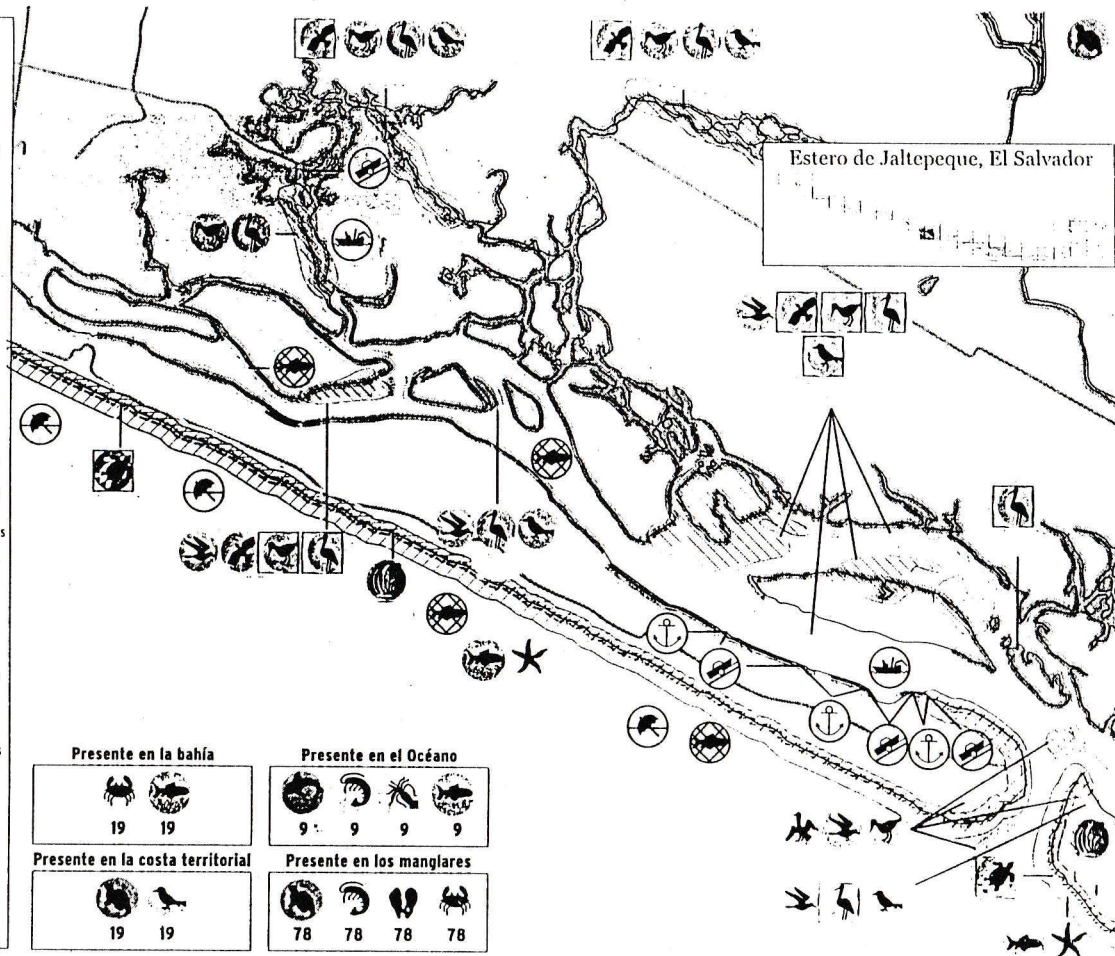 Estero de Jaltepeque, El Salvador
s
s
Presente en la bahía
19 19
Presente en el Océano
9 9 9 9
Presente en la costa territorial
19 19
Presente en los manglares
78 78 78 78